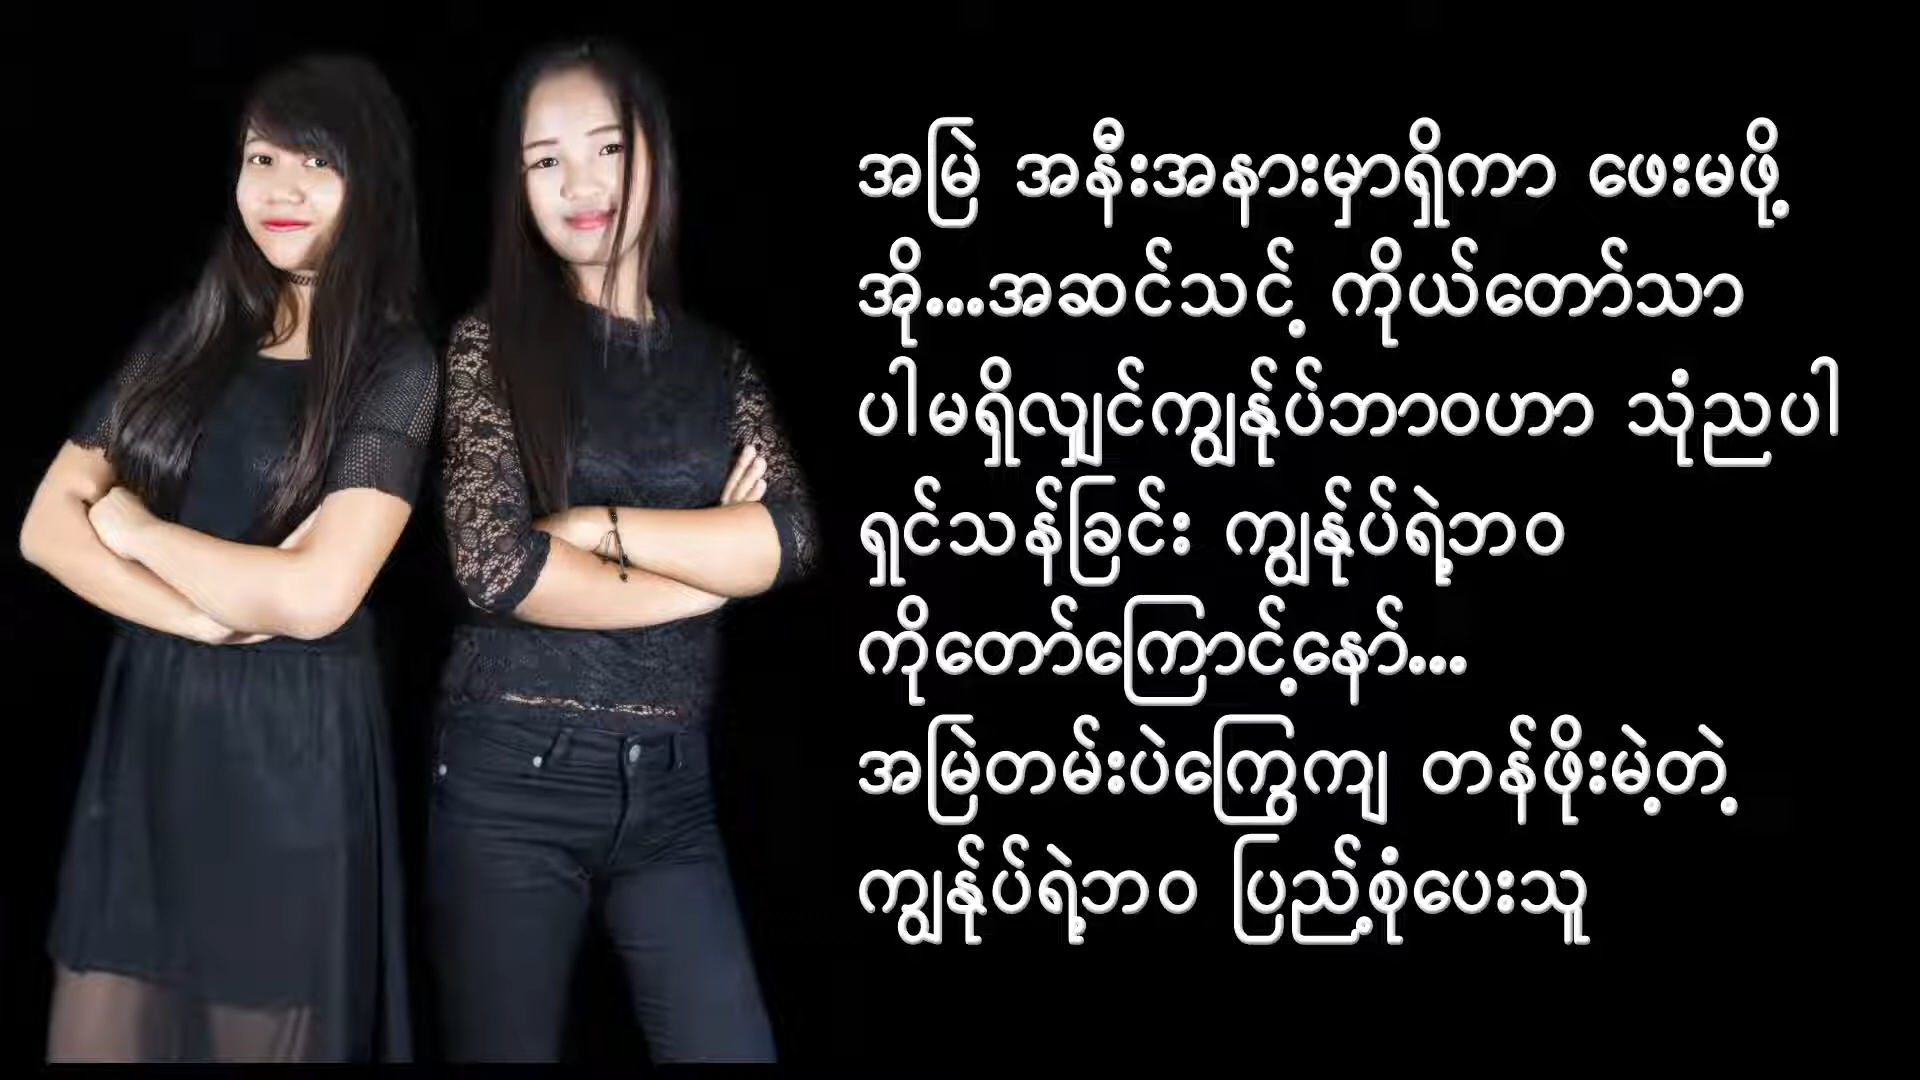 အမြဲ အနီးအနားမှာရှိကာ ဖေးမဖို့
အို...အဆင်သင့် ကိုယ်တော်သာ
ပါမရှိလျှင်ကျွန်ုပ်ဘာဝဟာ သုံညပါ
ရှင်သန်ခြင်း ကျွန်ုပ်ရဲ့ဘဝ
ကိုတော်ကြောင့်နော်...
အမြဲတမ်းပဲကြွေကျ တန်ဖိုးမဲ့တဲ့
ကျွန်ုပ်ရဲ့ဘဝ ပြည့်စုံပေးသူ